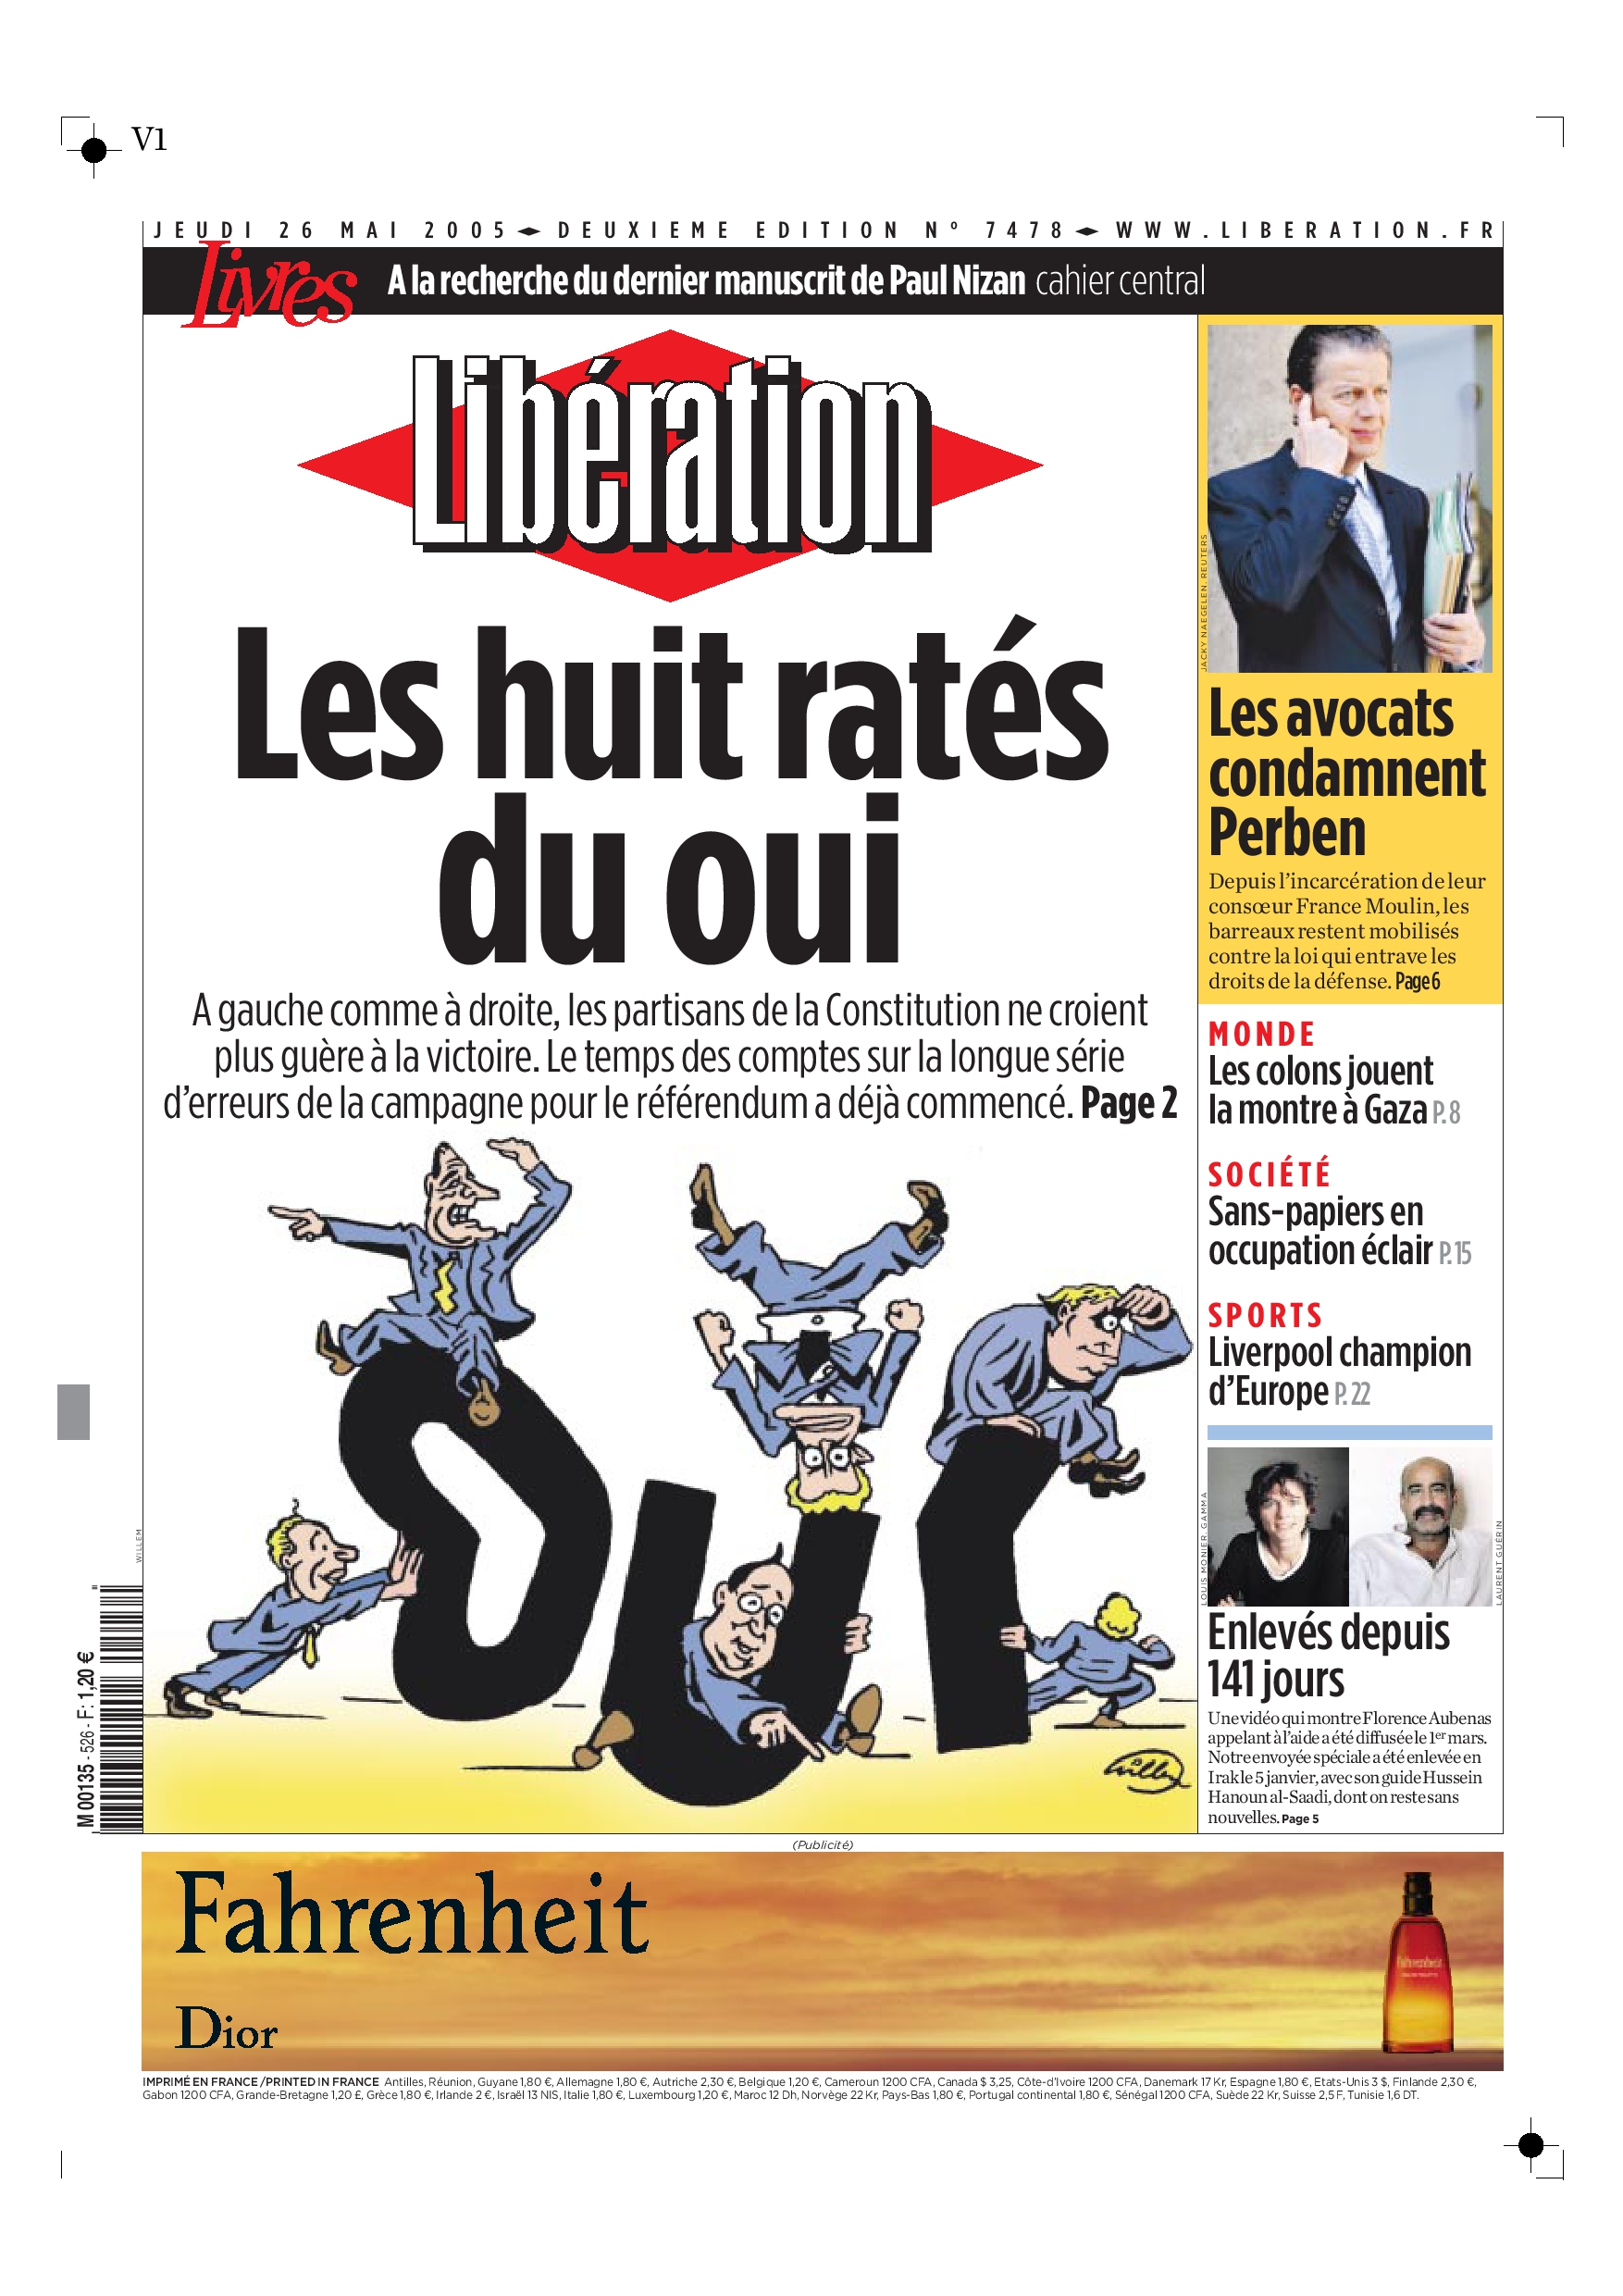 V1
JEUDI 26 MAI 2005 DEUXIEME EDITION Nº 7478 WWW.LIBERATION.FR
Livres A la recherche du dernier manuscrit de Paul Nizan cahier central
Libération
Les huit ratés
du oui
A gauche comme à droite, les partisans de la Constitution ne croient
plus guère à la victoire. Le temps des comptes sur la longue série
d'erreurs de la campagne pour le référendum a déjà commencé. Page 2
OUI
Willem
WILLEM
M 00135 - 526 - F: 1,20 €
JACKY NAEGELEN. REUTERS
Les avocats
condamnent
Perben
Depuis l'incarcération de leur
consœur France Moulin, les
barreaux restent mobilisés
contre la loi qui entrave les
droits de la défense. Page 6
MONDE
Les colons jouent
la montre à Gaza P.8
SOCIÉTÉ
Sans-papiers en
occupation éclair P.15
SPORTS
Liverpool champion
d'Europe P.22
LOUIS MONIER. GAMMA
LAURENT GUÉRIN
Enlevés depuis
141 jours
Une vidéo qui montre Florence Aubenas
appelant à l'aide a été diffusée le 1er mars.
Notre envoyée spéciale a été enlevée en
Irak le 5 janvier, avec son guide Hussein
Hanoun al-Saadi, dont on reste sans
nouvelles. Page 5
(Publicité)
Fahrenheit
Dior
Fahrenheit
IMPRIMÉ EN FRANCE / PRINTED IN FRANCE Antilles, Réunion, Guyane 1,80 €, Allemagne 1,80 €, Autriche 2,30 €, Belgique 1,20 €, Cameroun 1200 CFA, Canada $ 3,25, Côte-d'Ivoire 1200 CFA, Danemark 17 Kr, Espagne 1,80 €, Etats-Unis 3 $, Finlande 2,30 €,
Gabon 1200 CFA, Grande-Bretagne 1,20 £, Grèce 1,80 €, Irlande 2 €, Israël 13 NIS, Italie 1,80 €, Luxembourg 1,20 €, Maroc 12 Dh, Norvège 22 Kr, Pays-Bas 1,80 €, Portugal continental 1,80 €, Sénégal 1200 CFA, Suède 22 Kr, Suisse 2,5 F, Tunisie 1,6 DT.